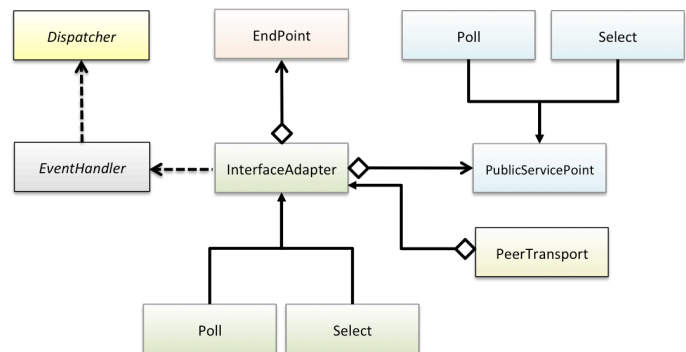 Dispatcher
EndPoint
Poll
Select
EventHandler
InterfaceAdapter
PublicServicePoint
PeerTransport
Poll
Select